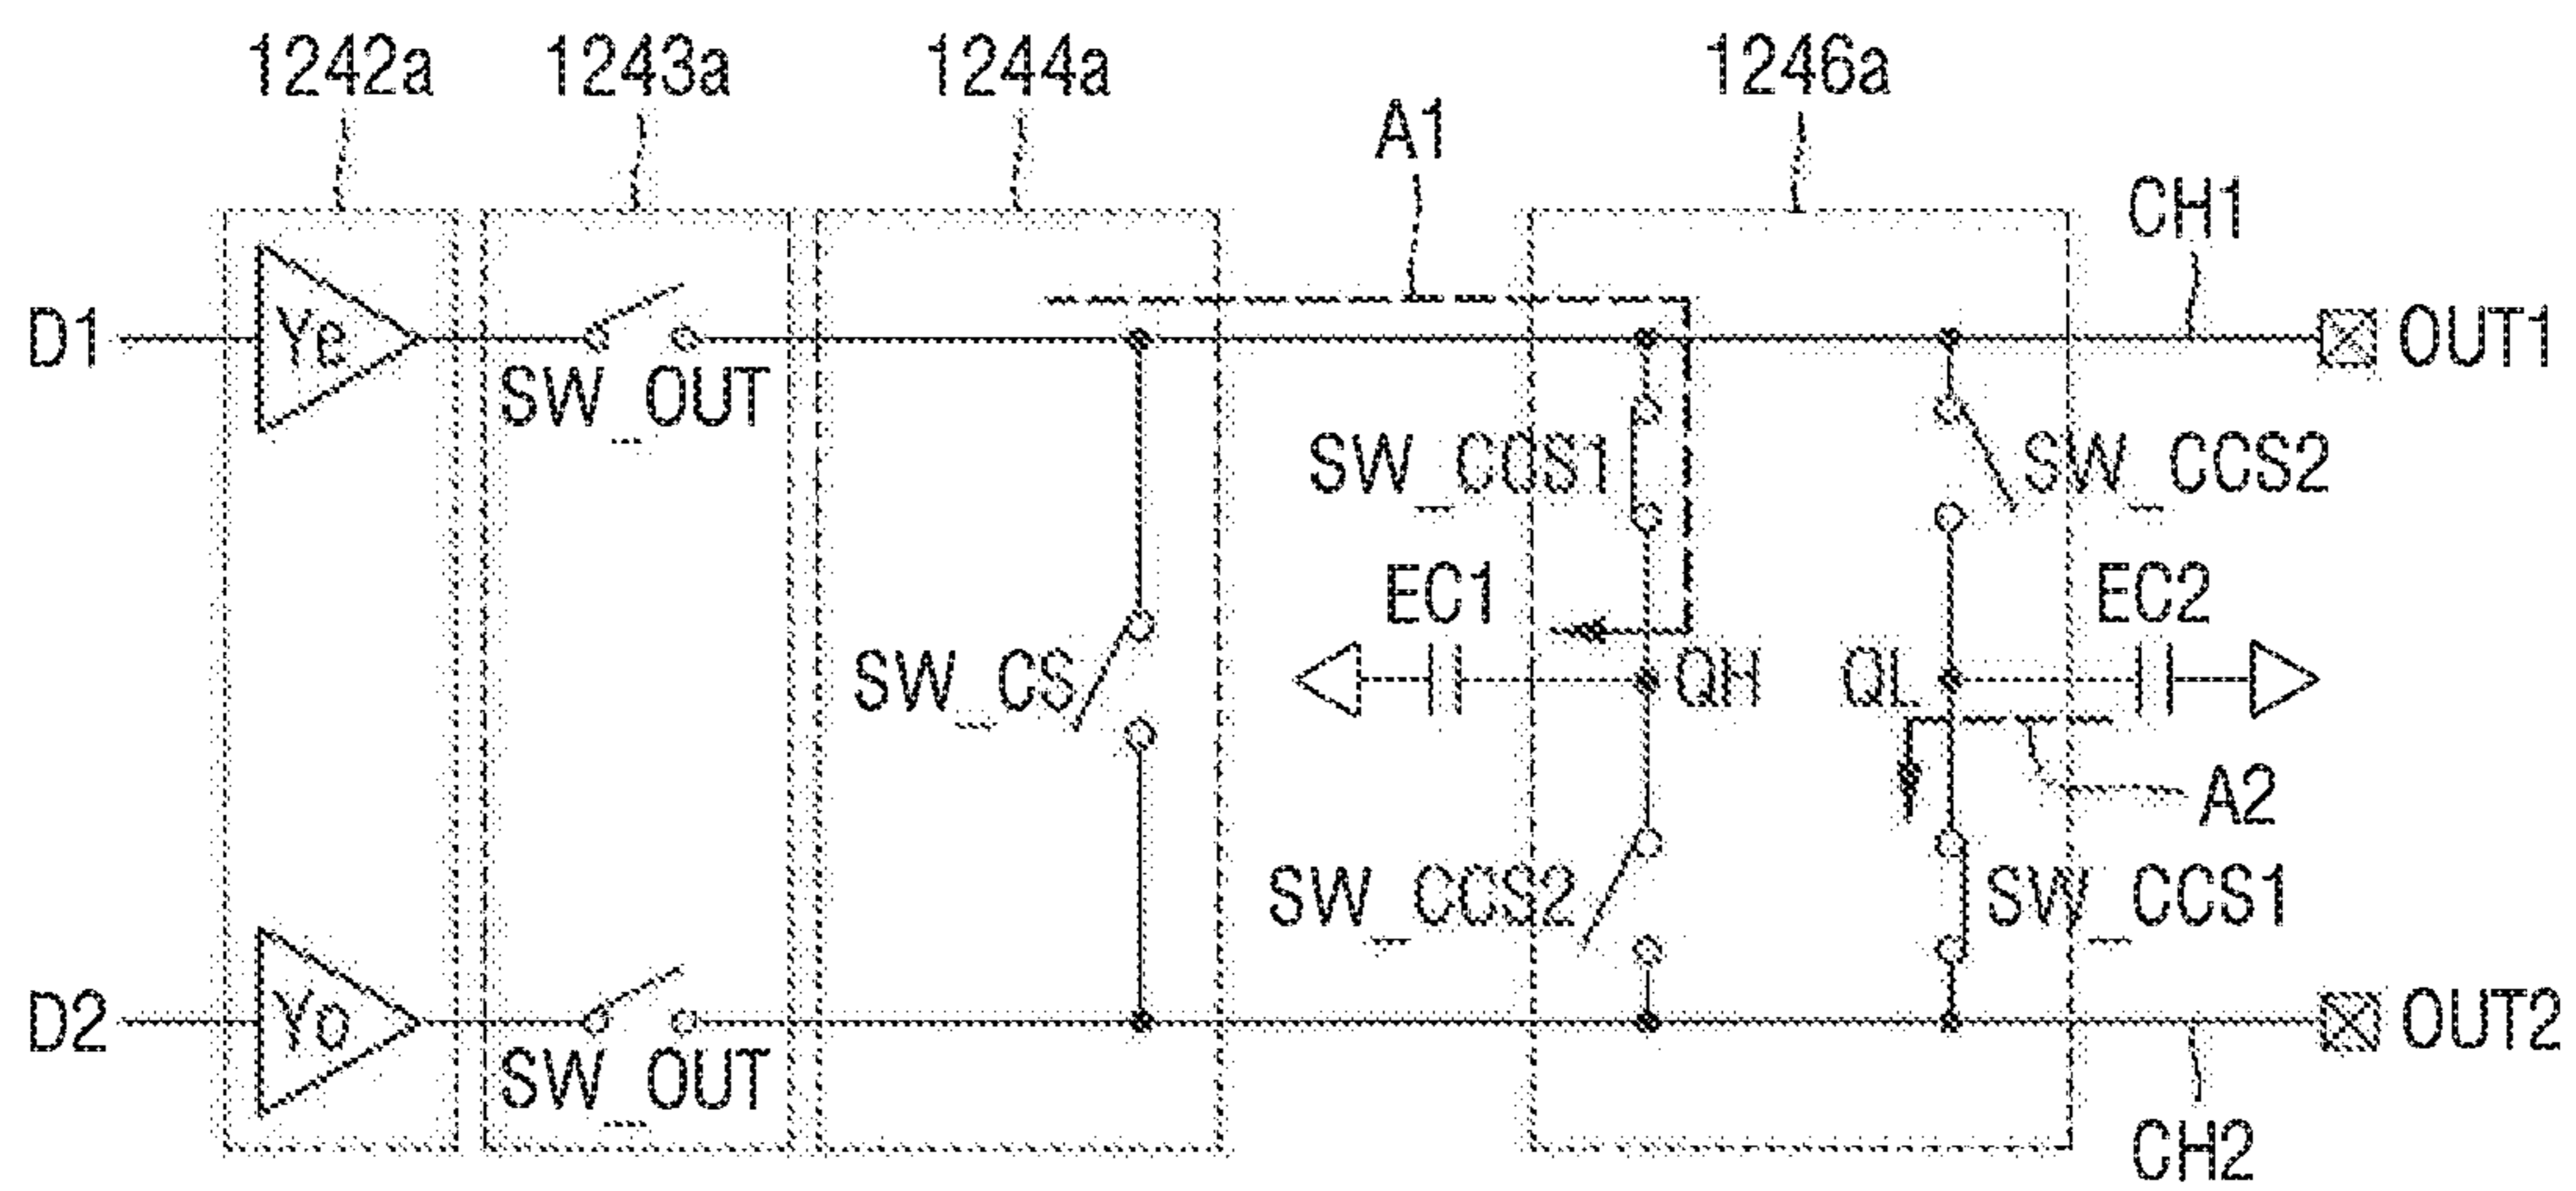 1242a 1243a 1244a 1246a
A1
CH1
D1 Ye OUT1
SW_OUT
SW_CCS1 SW_CCS2
EC1 EC2
SW_CS QH QL
A2
SW_CCS2 SW_CCS1
D2 Yo OUT2
SW_OUT
CH2